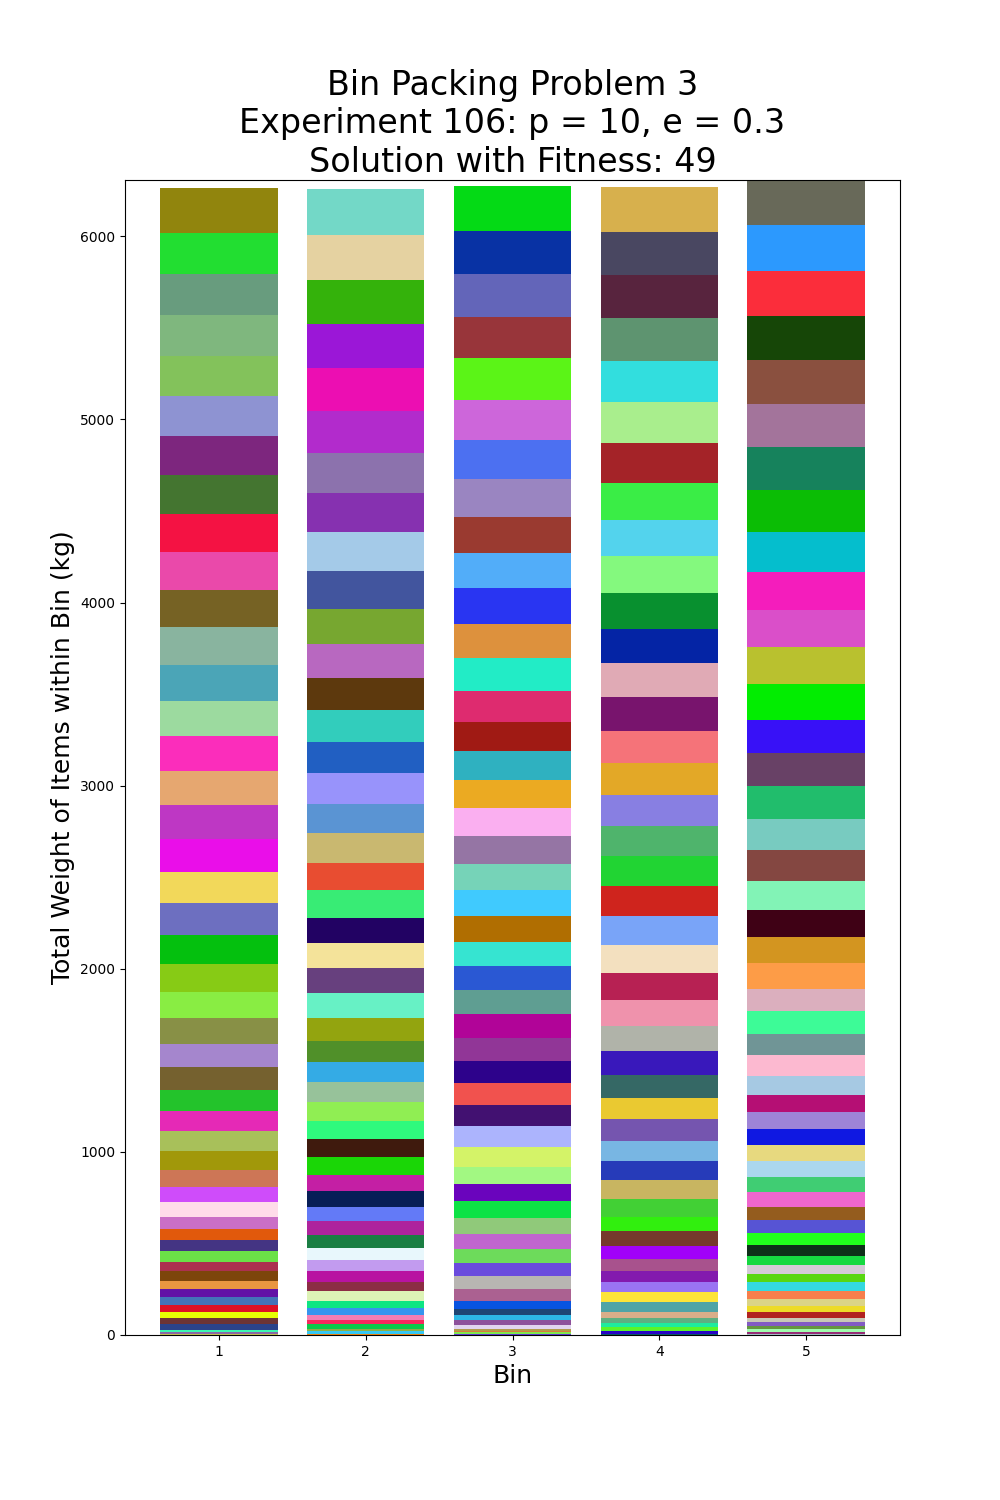 Bin Packing Problem 3
Experiment 106: p = 10, e = 0.3
Solution with Fitness: 49
Total Weight of Items within Bin (kg)
6000
5000
4000
3000
2000
1000
0
1 2 3 4 5
Bin